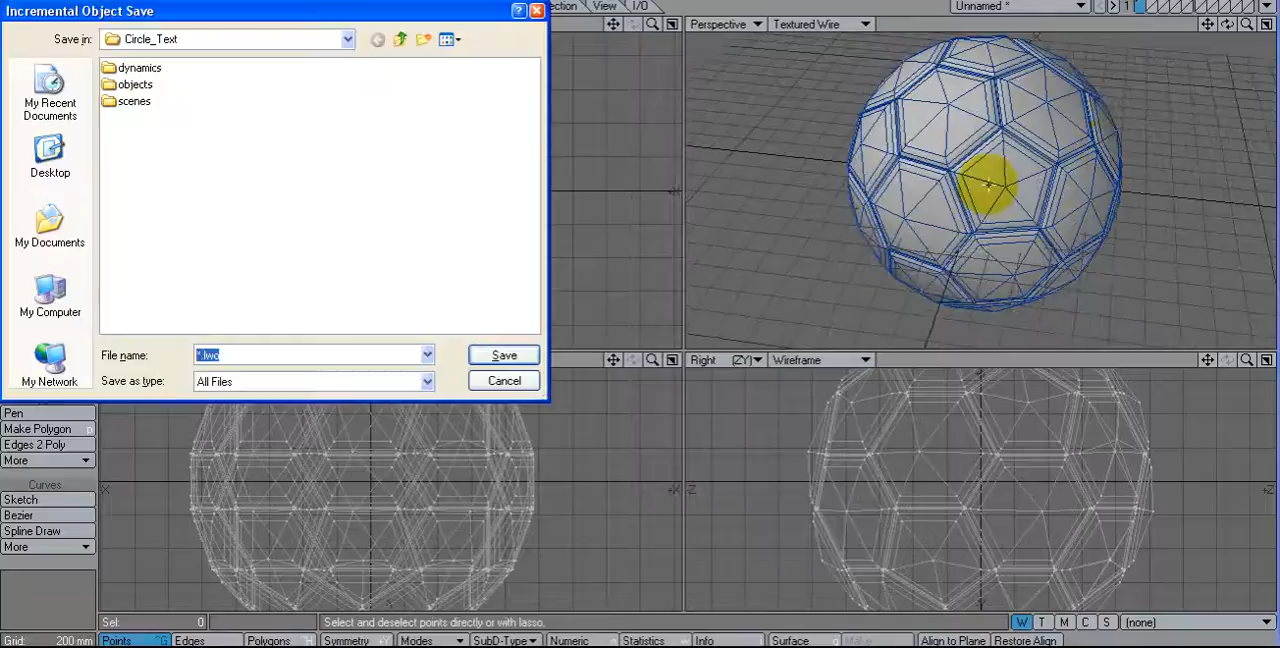 Incremental Object Save
?
Save in:
Circle_Text
dynamics
objects
scenes
My Recent
Documents
Desktop
My Documents
My Computer
My Network
File name:
*.lwo
Save
Save as type:
All Files
Cancel
ection
View
I/O
Unnamed *
1
Perspective
Textured Wire
Right
(ZY)
Wireframe
Pen
Make Polygon p
Edges 2 Poly
More
Curves
Sketch
Bezier
Spline Draw
More
X
X
Z
Z
Sel: 0
Select and deselect points directly or with lasso.
W T M C S
(none)
Grid: 200 mm
Points ^G
Edges
Polygons ^H
Symmetry +Y
Modes
SubD-Type
Numeric
Statistics
Info
Surface
Make
Align to Plane
Restore Align